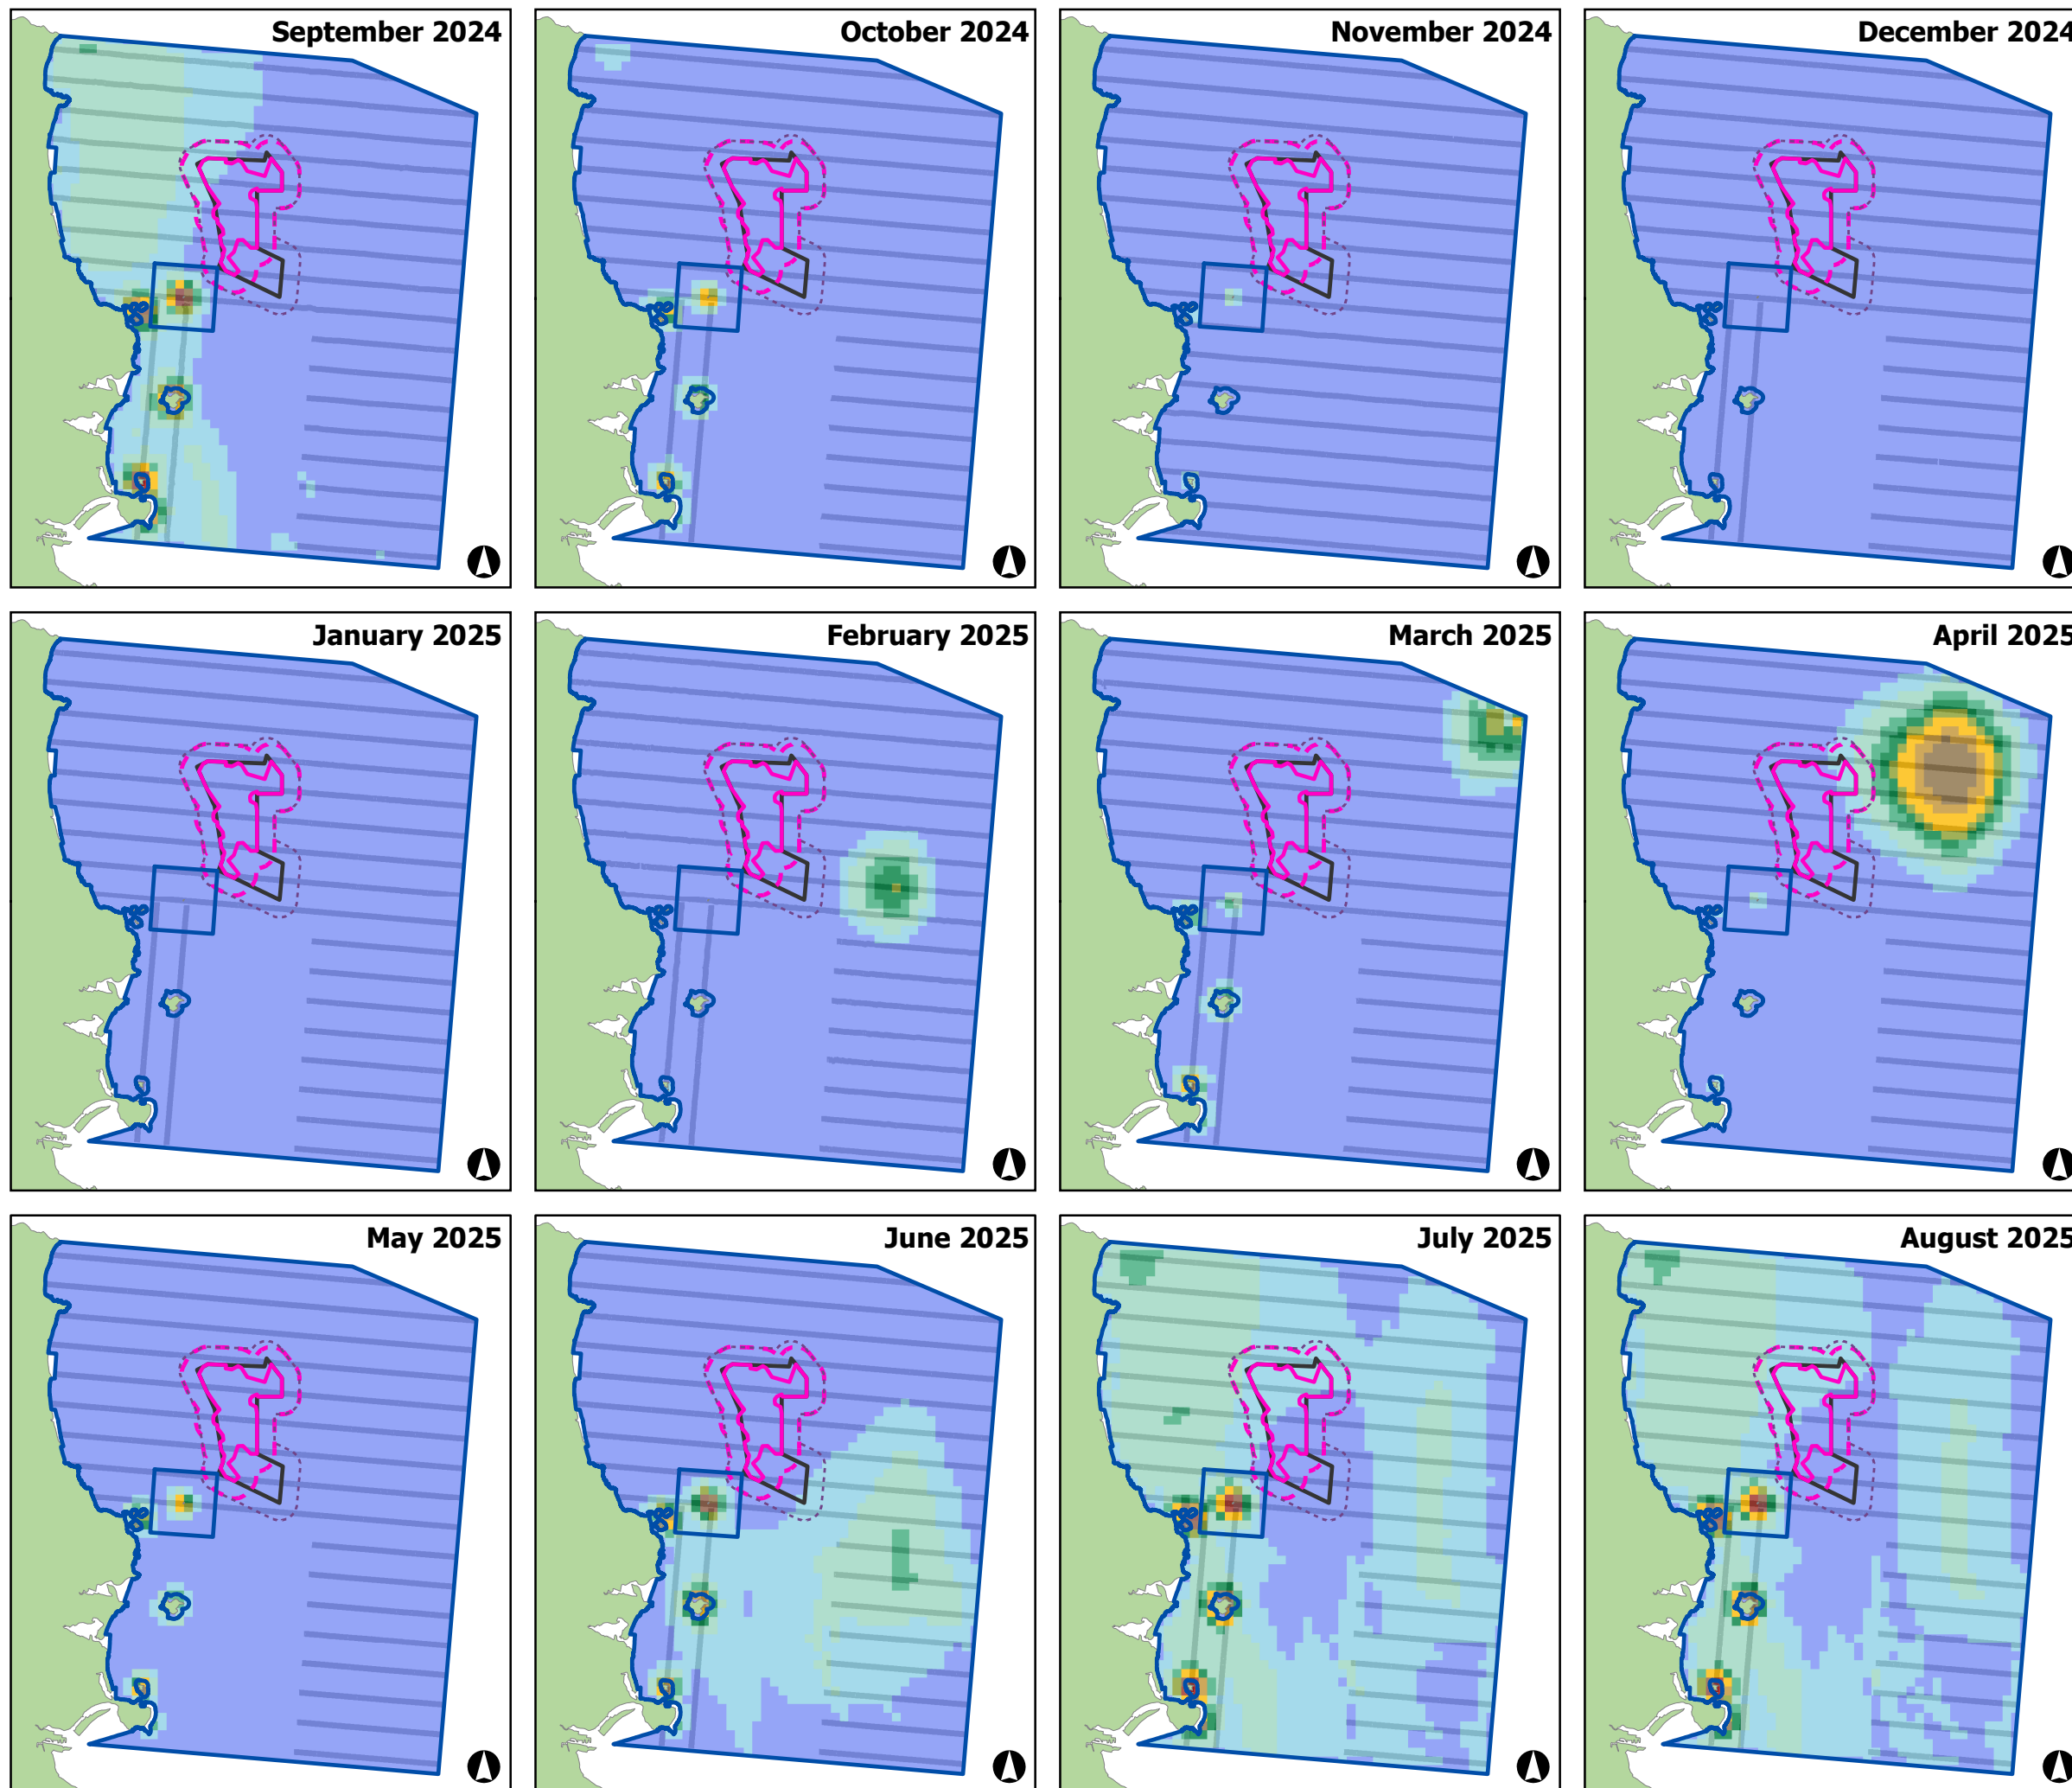 September 2024
October 2024
November 2024
December 2024
January 2025
February 2025
March 2025
April 2025
May 2025
June 2025
July 2025
August 2025